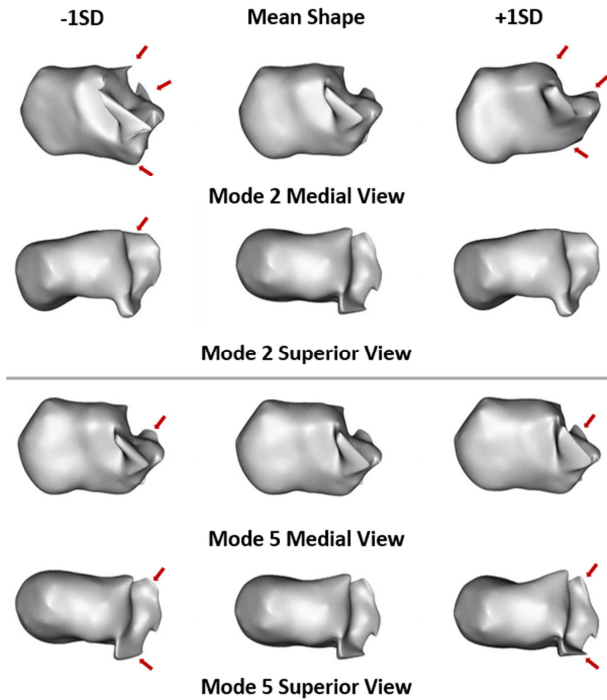 -1SD Mean Shape +1SD
Mode 2 Medial View
Mode 2 Superior View
Mode 5 Medial View
Mode 5 Superior View